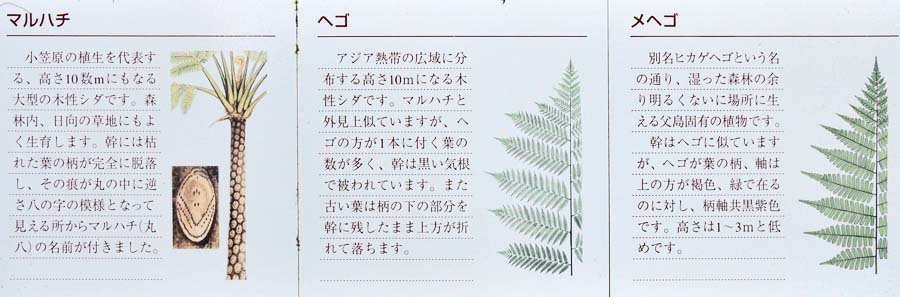 マルハチ
小笠原の植生を代表す
る、高さ10数mにもなる
大型の木性シダです。森
林内、日向の草地にもよ
く生育します。幹には枯
れた葉の柄が完全に脱落
し、その痕が丸の中に逆
さ八の字の模様となって
見える所からマルハチ(丸
八)の名前が付きました。
ヘゴ
アジア熱帯の広域に分
布する高さ10mになる木
性シダです。マルハチと
外見上似ていますが、ヘ
ゴの方が1本に付く葉の
数が多く、幹は黒い気根
で被われています。また
古い葉は柄の下の部分を
幹に残したまま上方が折
れて落ちます。
メヘゴ
別名ヒカゲヘゴという名
の通り、湿った森林の余
り明るくないに場所に生
える父島固有の植物です。
幹はヘゴに似ています
が、ヘゴが葉の柄、軸は
上の方が褐色、緑で在る
のに対し、柄軸共黒紫色
です。高さは1〜3mと低
めです。